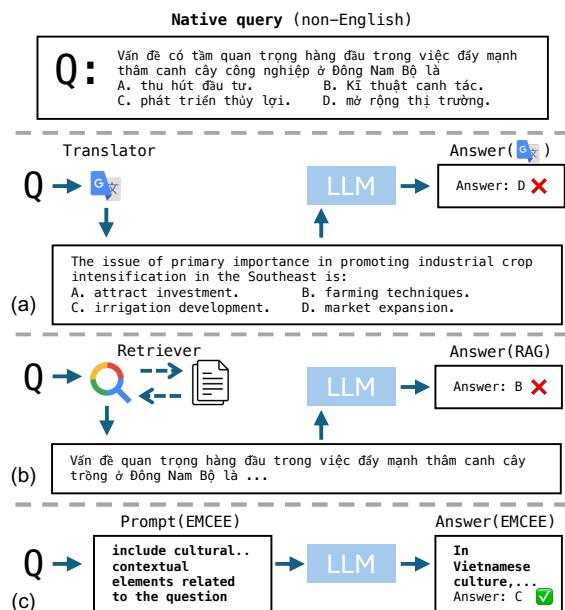 Native query (non-English)
Q:
Vấn đề có tầm quan trọng hàng đầu trong việc đẩy mạnh
thâm canh cây công nghiệp ở Đông Nam Bộ là
A. thu hút đầu tư. B. Kĩ thuật canh tác.
C. phát triển thủy lợi. D. mở rộng thị trường.
Translator
Answer( G文 )
Q
LLM
Answer: D
The issue of primary importance in promoting industrial crop
intensification in the Southeast is:
A. attract investment. B. farming techniques.
C. irrigation development. D. market expansion.
(a)
Retriever
Answer(RAG)
Q
LLM
Answer: B
Vấn đề quan trọng hàng đầu trong việc đẩy mạnh thâm canh cây
trồng ở Đông Nam Bộ là ...
(b)
Prompt(EMCEE)
Answer(EMCEE)
Q
include cultural..
contextual
elements related
to the question
LLM
In
Vietnamese
culture,...
Answer: C
(c)